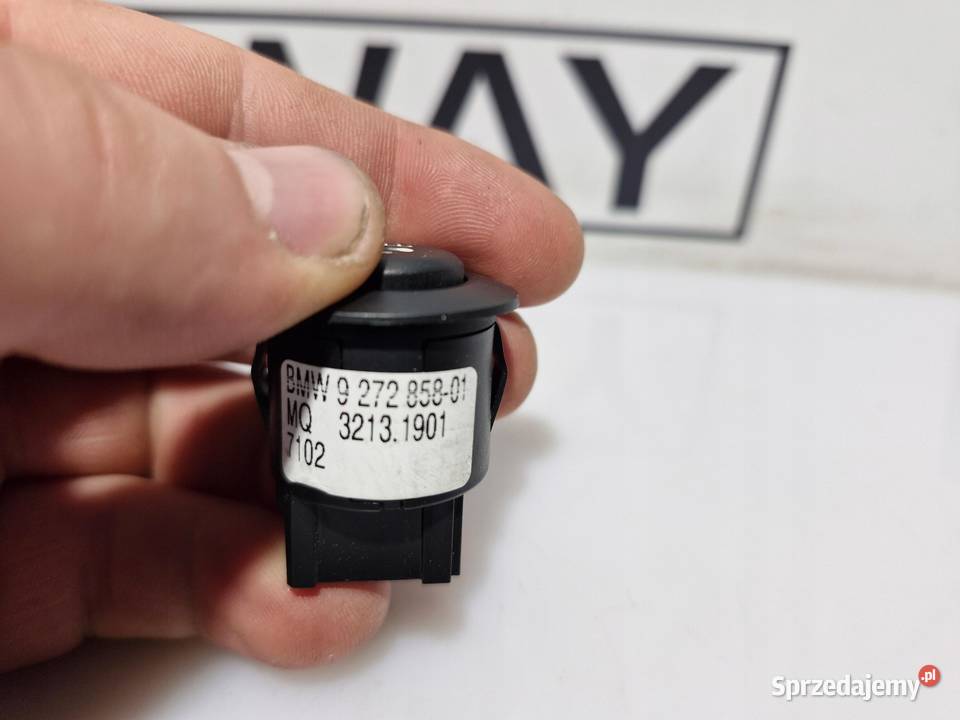 NAY
BMW 9 272 858-01
MQ 3213.1901
7102
Sprzedajemy.pl